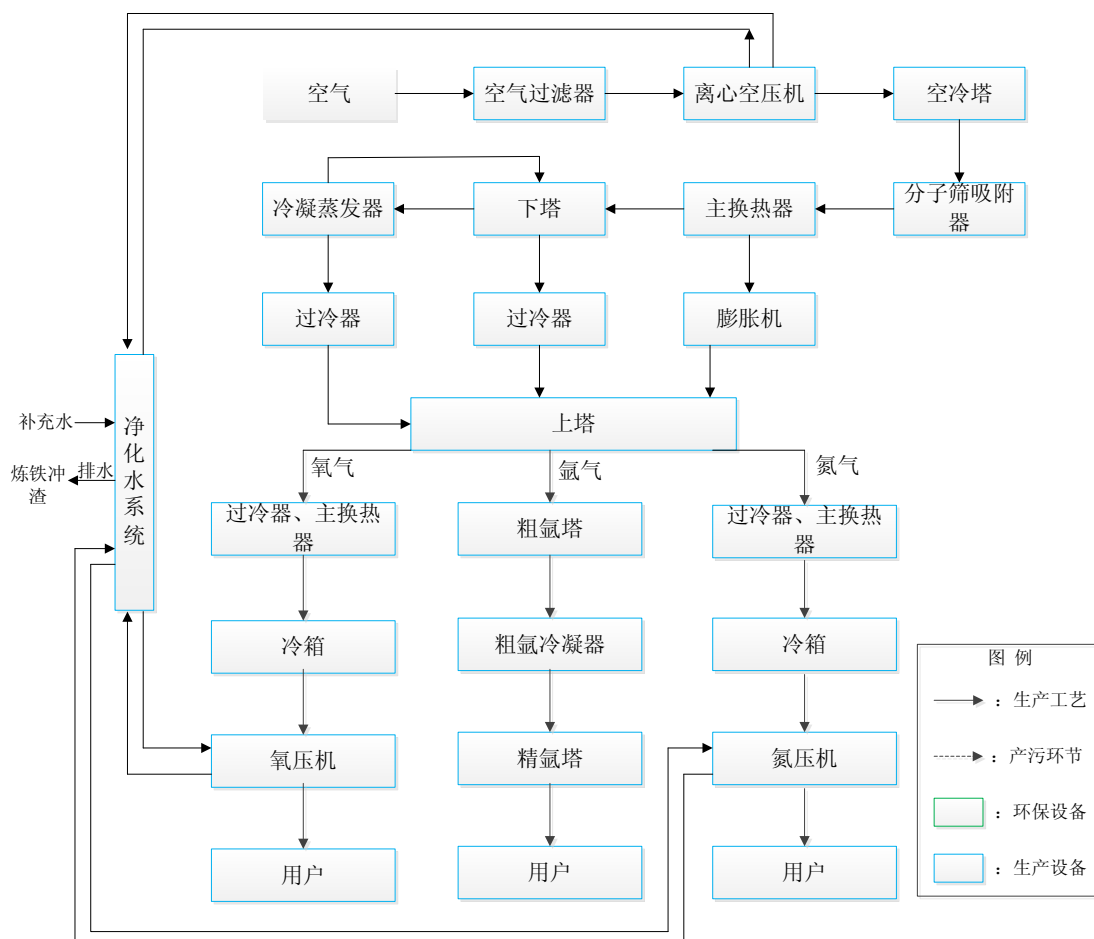 空气
空气过滤器
离心空压机
空冷塔
冷凝蒸发器
下塔
主换热器
分子筛吸附
器
过冷器
过冷器
膨胀机
上塔
补充水
净
化
水
系
统
炼铁冲
渣
排水
氧气
氩气
氮气
过冷器、主换热
器
粗氩塔
过冷器、主换热
器
冷箱
粗氩冷凝器
冷箱
氧压机
精氩塔
氮压机
用户
用户
用户
图 例
：生产工艺
：产污环节
：环保设备
：生产设备